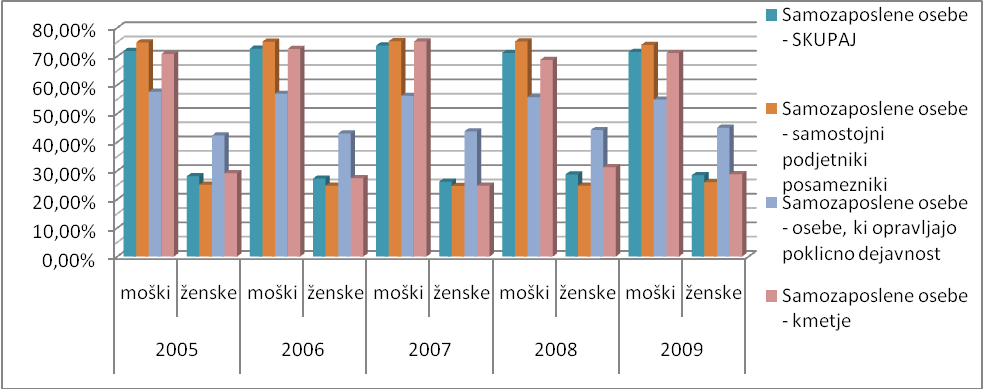 80,00%
70,00%
60,00%
50,00%
40,00%
30,00%
20,00%
10,00%
0,00%
moški ženske moški ženske moški ženske moški ženske moški ženske
2005 2006 2007 2008 2009
Samozaposlene osebe
- SKUPAJ
Samozaposlene osebe
- samostojni
podjetniki
posamezniki
Samozaposlene osebe
- osebe, ki opravljajo
poklicno dejavnost
Samozaposlene osebe
- kmetje